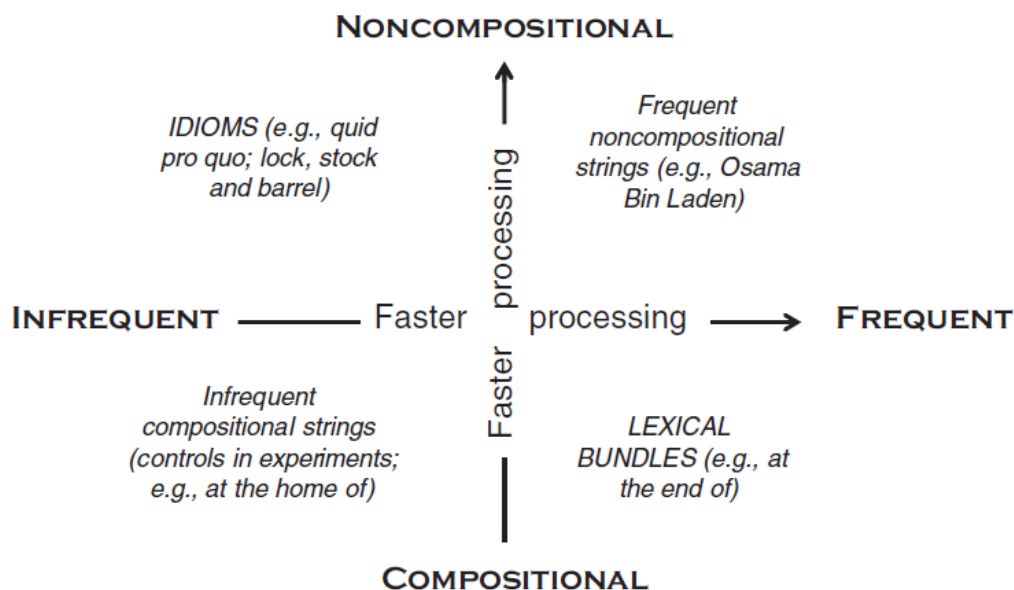 NONCOMPOSITIONAL
IDIOMS (e.g., quid
pro quo; lock, stock
and barrel)
Frequent
noncompositional
strings (e.g., Osama
Bin Laden)
Faster processing
INFREQUENT
Faster processing
FREQUENT
Infrequent
compositional strings
(controls in experiments;
e.g., at the home of)
LEXICAL
BUNDLES (e.g., at
the end of)
COMPOSITIONAL